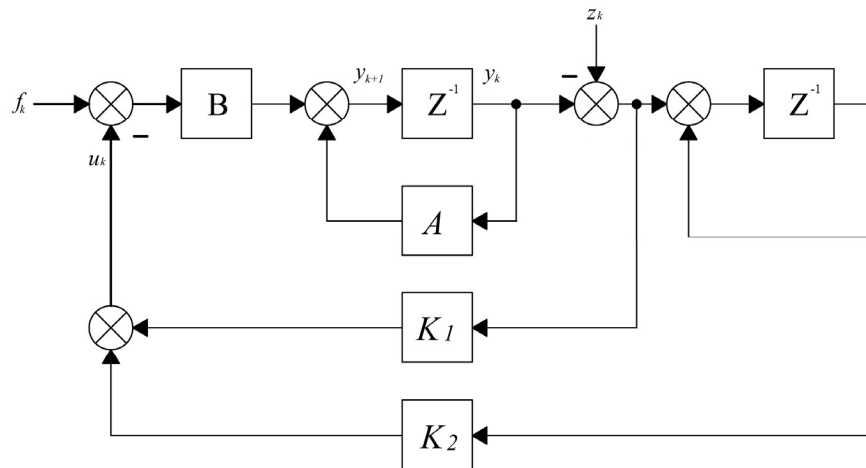 z_k
f_k
B
y_{k+1}
Z^{-1}
y_k
−
Z^{-1}
−
u_k
A
K_1
K_2